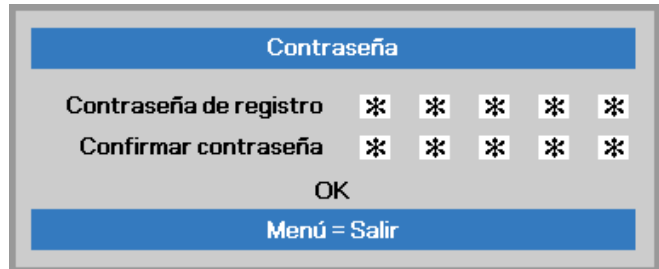 Contraseña
Contraseña de registro * * * * *
Confirmar contraseña * * * * *
OK
Menú = Salir